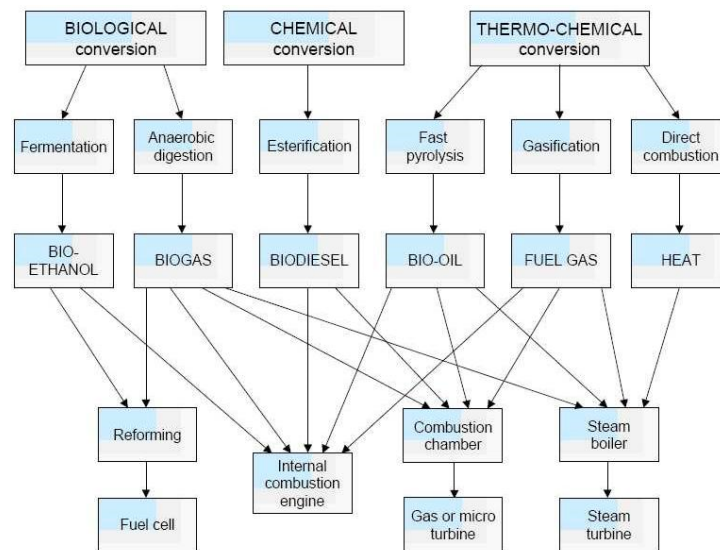 BIOLOGICAL
conversion
CHEMICAL
conversion
THERMO-CHEMICAL
conversion
Fermentation
Anaerobic
digestion
Esterification
Fast
pyrolysis
Gasification
Direct
combustion
BIO-
ETHANOL
BIOGAS
BIODIESEL
BIO-OIL
FUEL GAS
HEAT
Reforming
Internal
combustion
engine
Combustion
chamber
Steam
boiler
Fuel cell
Gas or micro
turbine
Steam
turbine